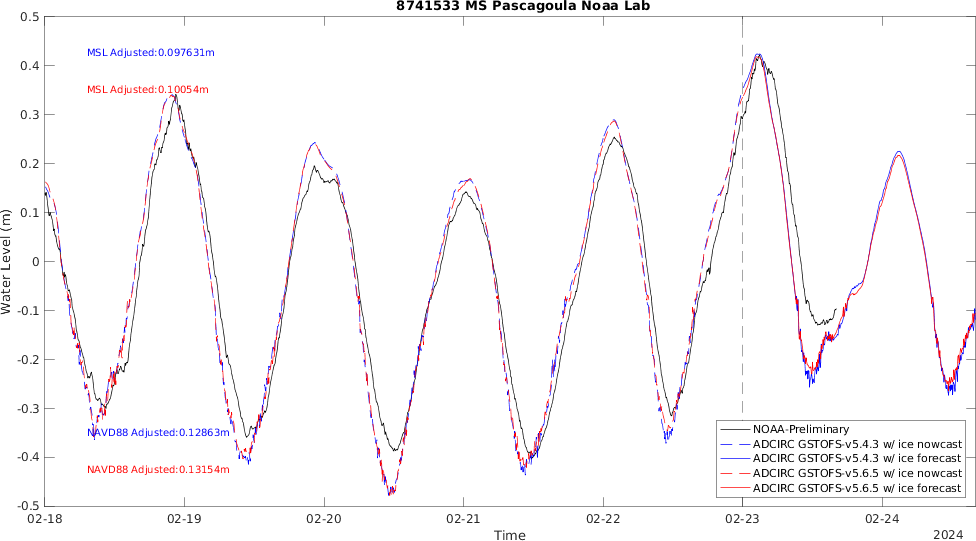 8741533 MS Pascagoula Noaa Lab
0.5
0.4
0.3
0.2
0.1
0
-0.1
-0.2
-0.3
-0.4
-0.5
Water Level (m)
MSL Adjusted:0.097631m
MSL Adjusted:0.10054m
NAVD88 Adjusted:0.12863m
NAVD88 Adjusted:0.13154m
NOAA-Preliminary
ADCIRC GSTOFS-v5.4.3 w/ ice nowcast
ADCIRC GSTOFS-v5.4.3 w/ ice forecast
ADCIRC GSTOFS-v5.6.5 w/ ice nowcast
ADCIRC GSTOFS-v5.6.5 w/ ice forecast
02-18 02-19 02-20 02-21 02-22 02-23 02-24
Time
2024